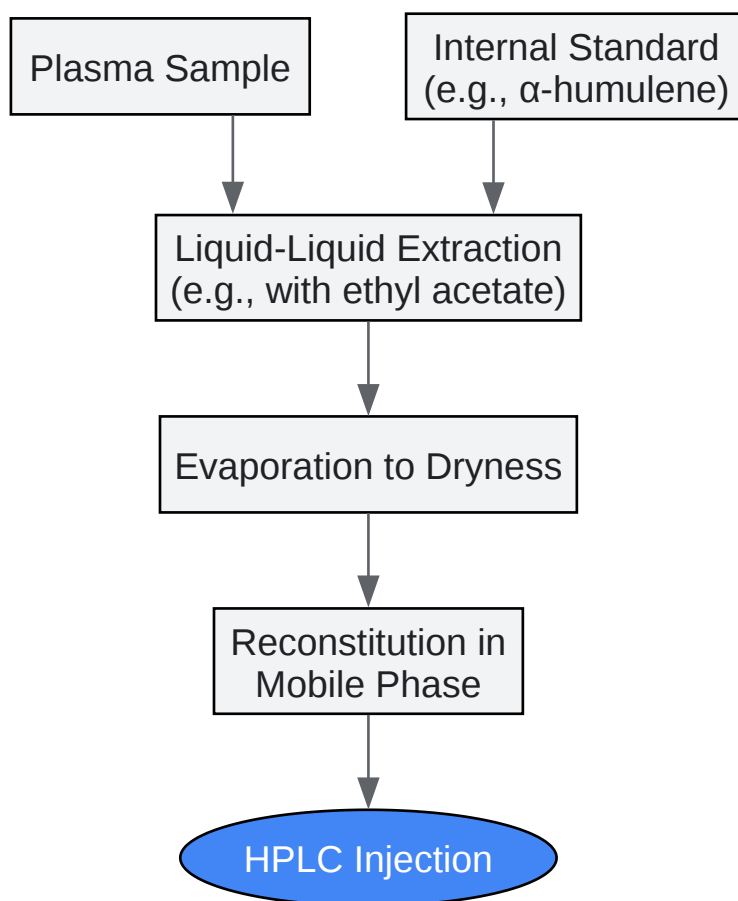 Plasma Sample
Internal Standard
(e.g., α-humulene)
Liquid-Liquid Extraction
(e.g., with ethyl acetate)
Evaporation to Dryness
Reconstitution in
Mobile Phase
HPLC Injection